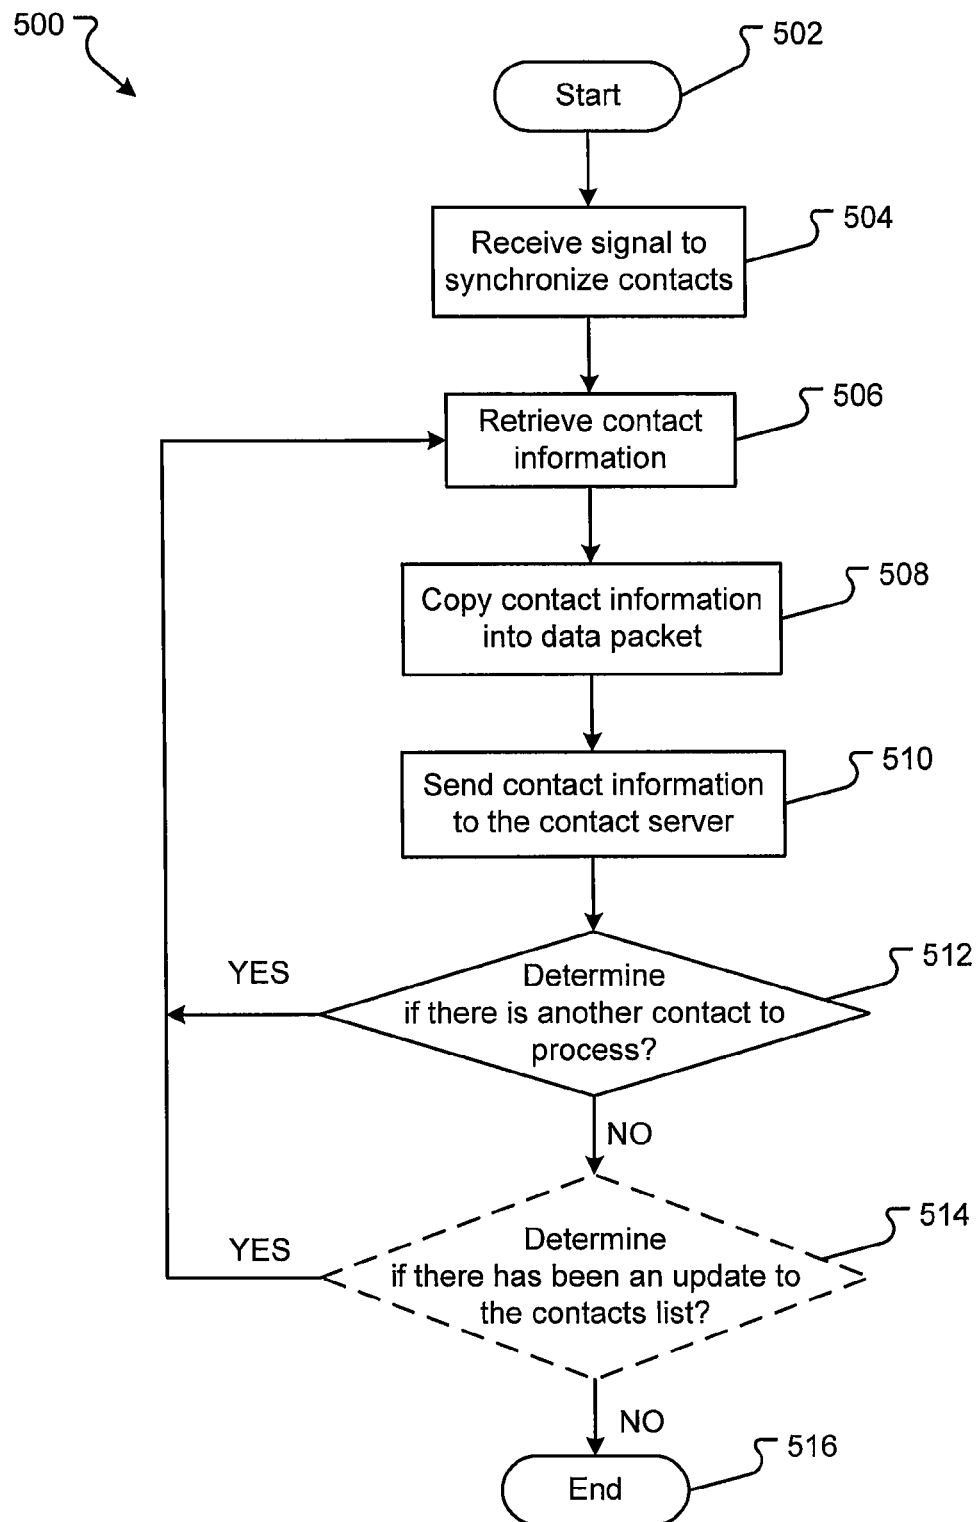 500
502
Start
504
Receive signal to
synchronize contacts
506
Retrieve contact
information
508
Copy contact information
into data packet
510
Send contact information
to the contact server
512
YES
Determine
if there is another contact to
process?
NO
514
YES
Determine
if there has been an update to
the contacts list?
NO
516
End